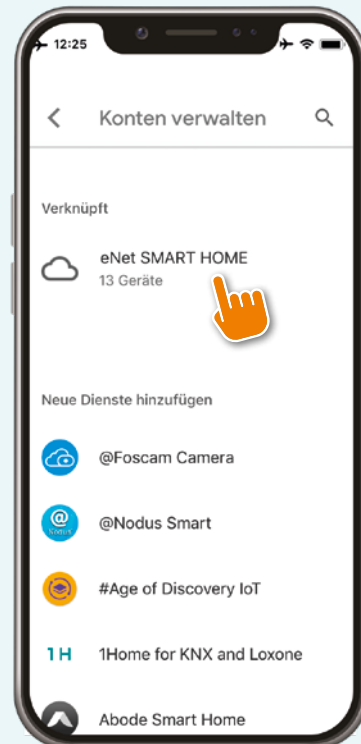 12:25
Konten verwalten
Verknüpft
eNet SMART HOME
13 Geräte
Neue Dienste hinzufügen
@Foscam Camera
@
Nodus
@Nodus Smart
#Age of Discovery IoT
1H
1Home for KNX and Loxone
Abode Smart Home